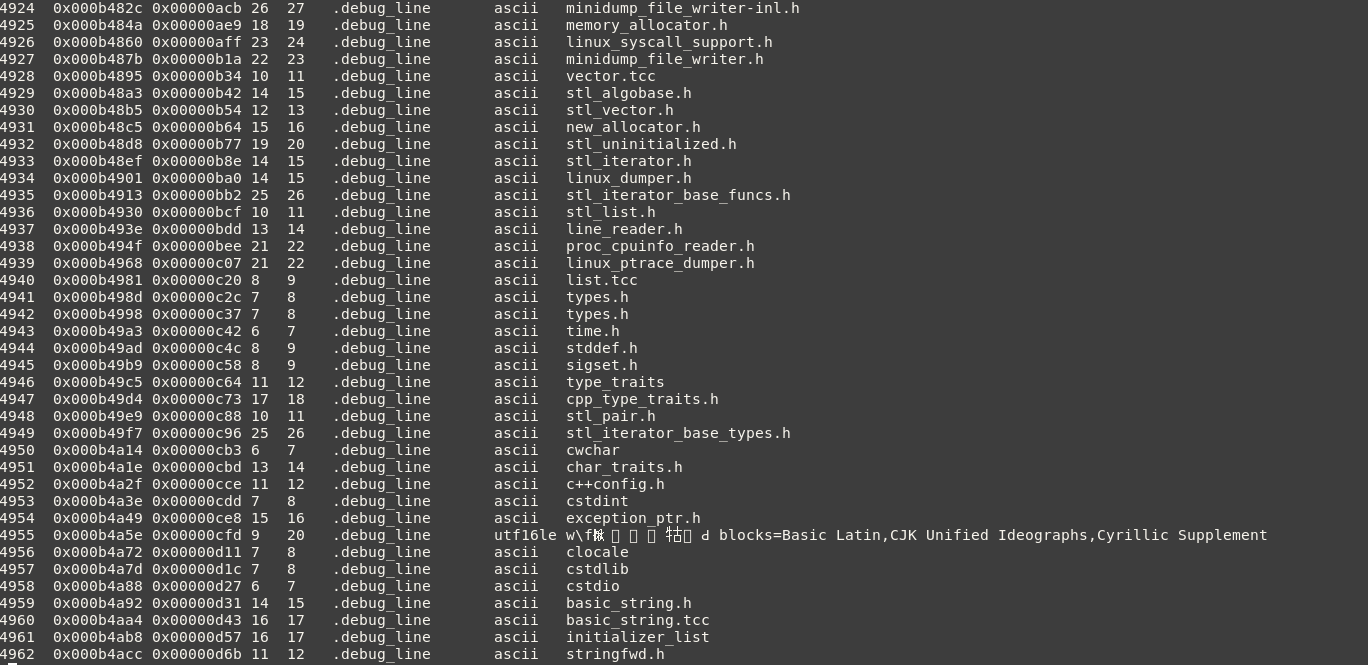 4924 0x000b482c 0x00000acb 26 27 .debug_line ascii minidump_file_writer-inl.h
4925 0x000b484a 0x00000ae9 18 19 .debug_line ascii memory_allocator.h
4926 0x000b4860 0x00000aff 23 24 .debug_line ascii linux_syscall_support.h
4927 0x000b487b 0x00000b1a 22 23 .debug_line ascii minidump_file_writer.h
4928 0x000b4895 0x00000b34 10 11 .debug_line ascii vector.tcc
4929 0x000b48a3 0x00000b42 14 15 .debug_line ascii stl_algobase.h
4930 0x000b48b5 0x00000b54 12 13 .debug_line ascii stl_vector.h
4931 0x000b48c5 0x00000b64 15 16 .debug_line ascii new_allocator.h
4932 0x000b48d8 0x00000b77 19 20 .debug_line ascii stl_uninitialized.h
4933 0x000b48ef 0x00000b8e 14 15 .debug_line ascii stl_iterator.h
4934 0x000b4901 0x00000ba0 14 15 .debug_line ascii linux_dumper.h
4935 0x000b4913 0x00000bb2 25 26 .debug_line ascii stl_iterator_base_funcs.h
4936 0x000b4930 0x00000bcf 10 11 .debug_line ascii stl_list.h
4937 0x000b493e 0x00000bdd 13 14 .debug_line ascii line_reader.h
4938 0x000b494f 0x00000bee 21 22 .debug_line ascii proc_cpuinfo_reader.h
4939 0x000b4968 0x00000c07 21 22 .debug_line ascii linux_ptrace_dumper.h
4940 0x000b4981 0x00000c20 8 9 .debug_line ascii list.tcc
4941 0x000b498d 0x00000c2c 7 8 .debug_line ascii types.h
4942 0x000b4998 0x00000c37 7 8 .debug_line ascii types.h
4943 0x000b49a3 0x00000c42 6 7 .debug_line ascii time.h
4944 0x000b49ad 0x00000c4c 8 9 .debug_line ascii stddef.h
4945 0x000b49b9 0x00000c58 8 9 .debug_line ascii sigset.h
4946 0x000b49c5 0x00000c64 11 12 .debug_line ascii type_traits
4947 0x000b49d4 0x00000c73 17 18 .debug_line ascii cpp_type_traits.h
4948 0x000b49e9 0x00000c88 10 11 .debug_line ascii stl_pair.h
4949 0x000b49f7 0x00000c96 25 26 .debug_line ascii stl_iterator_base_types.h
4950 0x000b4a14 0x00000cb3 6 7 .debug_line ascii cwchar
4951 0x000b4a1e 0x00000cbd 13 14 .debug_line ascii char_traits.h
4952 0x000b4a2f 0x00000cce 11 12 .debug_line ascii c++config.h
4953 0x000b4a3e 0x00000cdd 7 8 .debug_line ascii cstdint
4954 0x000b4a49 0x00000ce8 15 16 .debug_line ascii exception_ptr.h
4955 0x000b4a5e 0x00000cfd 9 20 .debug_line utf16le blocks=Basic Latin,CJK Unified Ideographs,Cyrillic Supplement
4956 0x000b4a72 0x00000d11 7 8 .debug_line ascii clocale
4957 0x000b4a7d 0x00000d1c 7 8 .debug_line ascii cstdlib
4958 0x000b4a88 0x00000d27 6 7 .debug_line ascii cstdio
4959 0x000b4a92 0x00000d31 14 15 .debug_line ascii basic_string.h
4960 0x000b4aa4 0x00000d43 16 17 .debug_line ascii basic_string.tcc
4961 0x000b4ab8 0x00000d57 16 17 .debug_line ascii initializer_list
4962 0x000b4acc 0x00000d6b 11 12 .debug_line ascii stringfwd.h